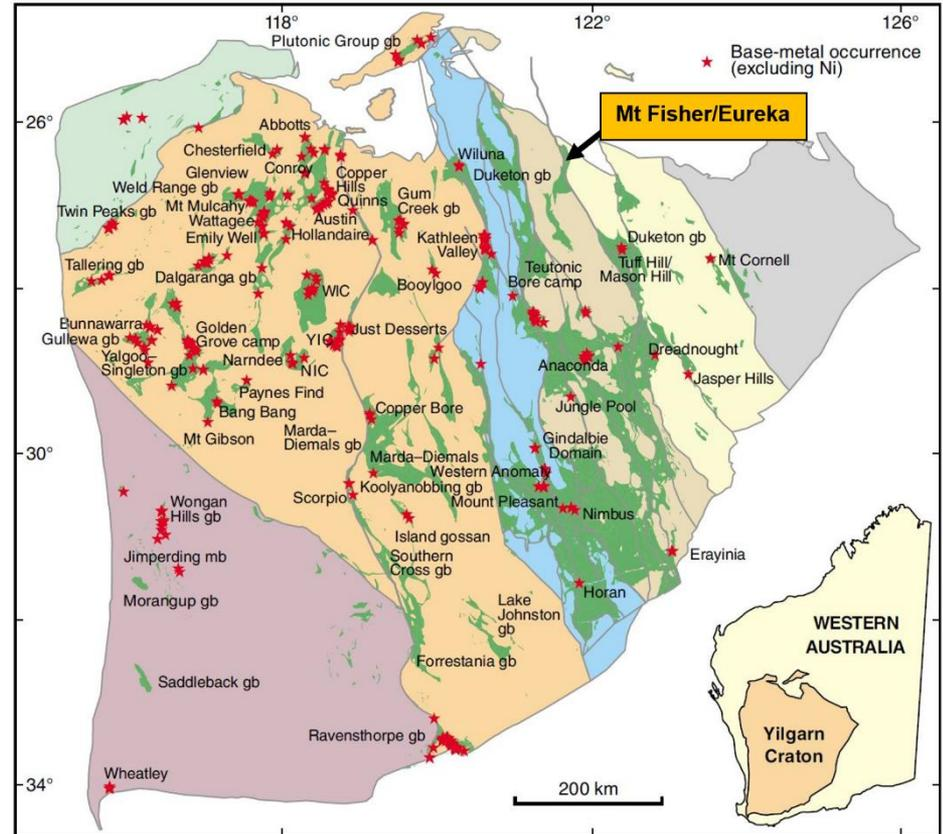 118°
122°
126°
Plutonic Group gb
Base-metal occurrence
(excluding Ni)
26°
Mt Fisher/Eureka
Abbotts
Chesterfield
Wiluna
Glenview
Conroy
Copper
Hills
Duketon gb
Weld Range gb
Mt Mulcahy
Quinns
Gum
Creek gb
Twin Peaks gb
Wattagee
Austin
Emily Well
Hollandaire
Kathleen
Valley
Duketon gb
Tallering gb
Dalgaranga gb
Teutonic
Bore camp
Tuff Hill/
Mason Hill
Mt Cornell
WIC
Booylgoo
Bunnawarra
Golden
Grove camp
Just Desserts
Gullewa gb
YIC
Yalgoo–
Singleton gb
Narndee
NIC
Anaconda
Dreadnought
Jasper Hills
Paynes Find
Bang Bang
Copper Bore
Jungle Pool
Mt Gibson
Marda–
Diemals gb
Gindalbie
Domain
30°
Marda–Diemals
Western Anomaly
Scorpio
Koolyanobbing gb
Mount Pleasant
Wongan
Hills gb
Nimbus
Island gossan
Jimperding mb
Southern
Cross gb
Erayinia
Morangup gb
Horan
Lake
Johnston
gb
WESTERN
AUSTRALIA
Saddleback gb
Forrestania gb
Ravensthorpe gb
Yilgarn
Craton
Wheatley
34°
200 km